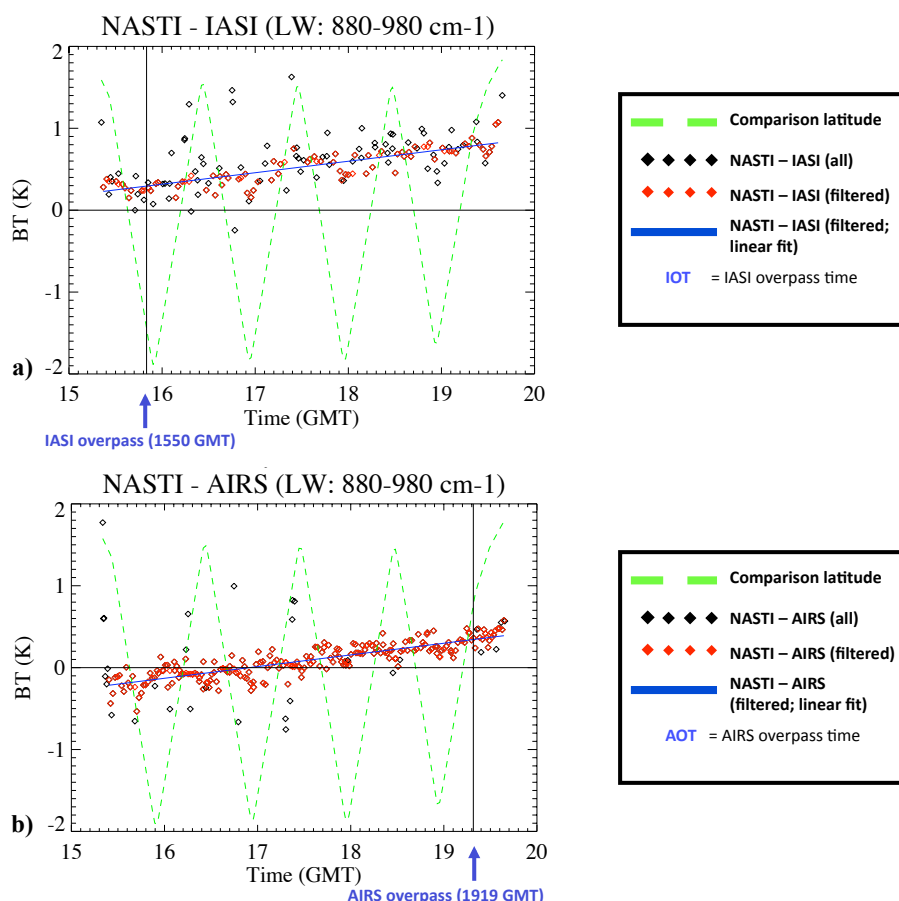 NASTI - IASI (LW: 880-980 cm-1)
2
1
0
-1
-2
BT (K)
15 16 17 18 19 20
Time (GMT)
a)
IASI overpass (1550 GMT)
Comparison latitude
NASTI – IASI (all)
NASTI – IASI (filtered)
NASTI – IASI (filtered;
linear fit)
IOT = IASI overpass time
NASTI - AIRS (LW: 880-980 cm-1)
2
1
0
-1
-2
BT (K)
15 16 17 18 19 20
Time (GMT)
b)
AIRS overpass (1919 GMT)
Comparison latitude
NASTI – AIRS (all)
NASTI – AIRS (filtered)
NASTI – AIRS
(filtered; linear fit)
AOT = AIRS overpass time